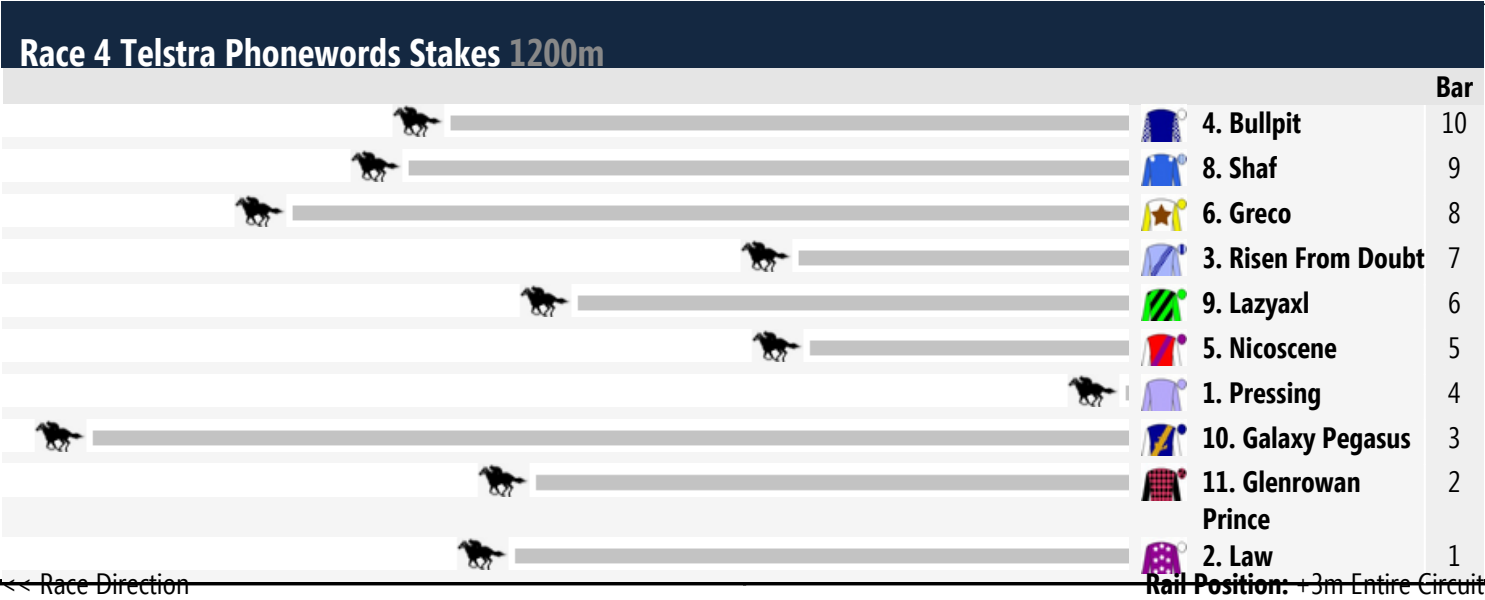 Race 4 Telstra Phonewords Stakes 1200m
Bar
4. Bullpit 10
8. Shaf 9
6. Greco 8
3. Risen From Doubt 7
9. Lazyaxl 6
5. Nicoscene 5
1. Pressing 4
10. Galaxy Pegasus 3
11. Glenrowan 2
Prince
2. Law 1
<< Race Direction Rail Position: +3m Entire Circuit